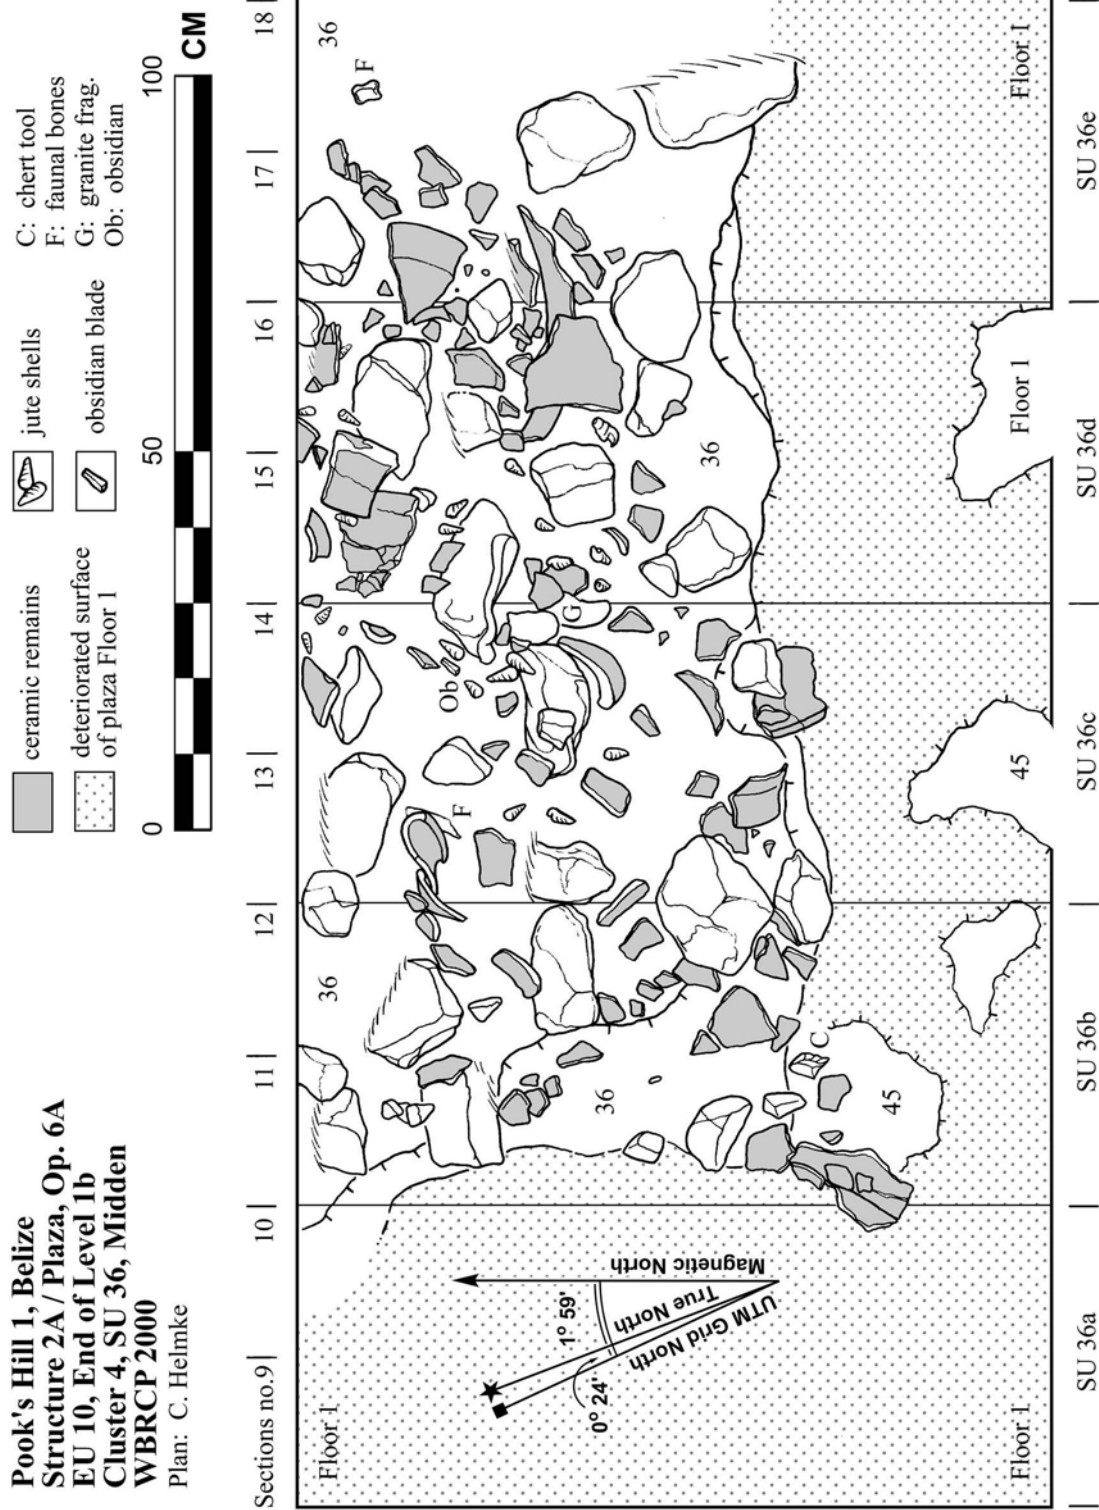 Pook's Hill 1, Belize
Structure 2A / Plaza, Op. 6A
EU 10, End of Level 1b
Cluster 4, SU 36, Midden
WBRCP 2000
Plan: C. Helmke
ceramic remains
deteriorated surface
of plaza Floor 1
jute shells
obsidian blade
C: chert tool
F: faunal bones
G: granite frag.
Ob: obsidian
0 50 100
CM
Sections no.9 10 11 12 13 14 15 16 17 18
Floor 1
36
36
F
F
Ob
G
36
36
C
45
45
Floor 1
Floor 1
Floor 1
Magnetic North
True North
UTM Grid North
1° 59'
0° 24'
SU 36a SU 36b SU 36c SU 36d SU 36e